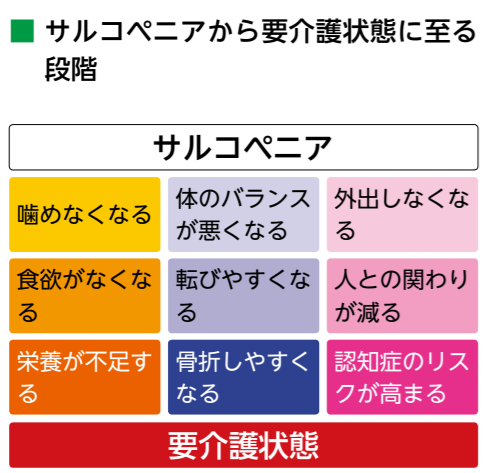 サルコペニアから要介護状態に至る
段階
サルコペニア
噛めなくなる
体のバランス
が悪くなる
外出しなくな
る
食欲がなくな
る
転びやすくな
る
人との関わり
が減る
栄養が不足す
る
骨折しやすく
なる
認知症のリス
クが高まる
要介護状態